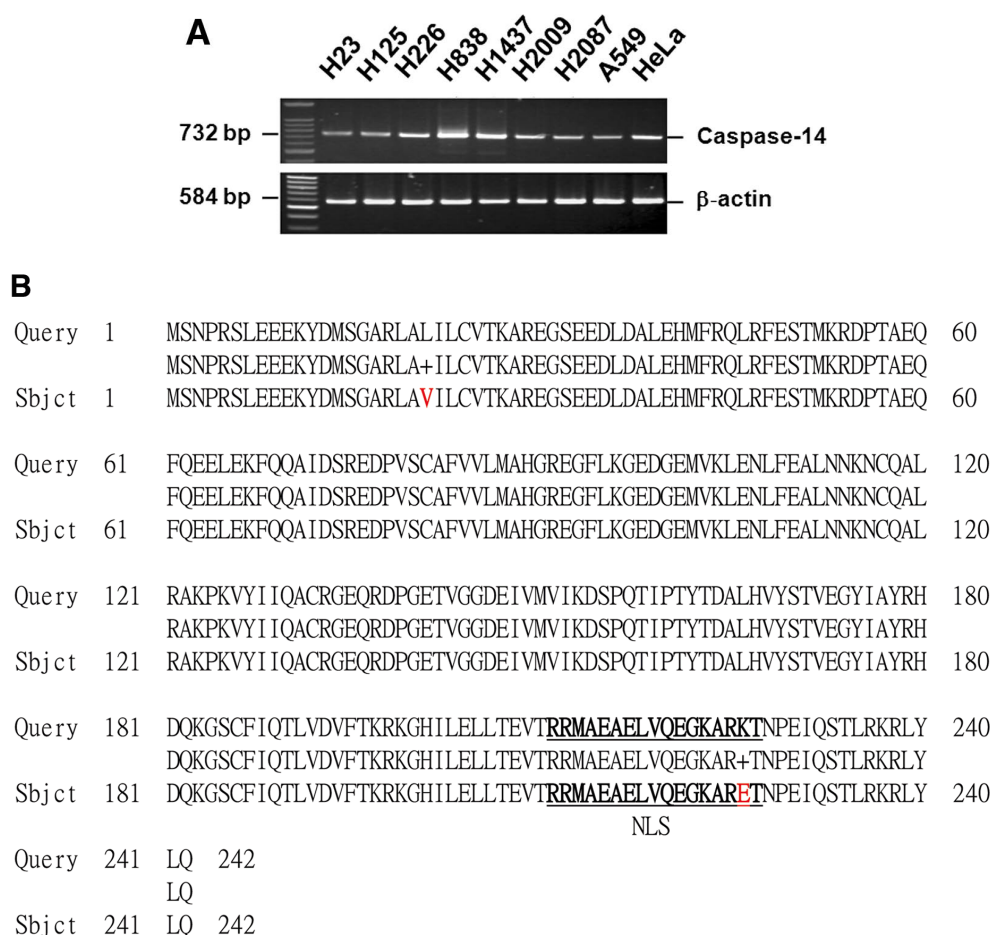 A
H23 H125 H226 H838 H1437 H2009 H2087 A549 HeLa
732 bp Caspase-14
584 bp β-actin
B
Query 1 MSNPRSLEEEKYDMSGARLALILCVTKAREGSEEDLDALEHMFRQLRFESTMKRDPTAEQ 60
MSNPRSLEEEKYDMSGARLA+ILCVTKAREGSEEDLDALEHMFRQLRFESTMKRDPTAEQ
Sbjct 1 MSNPRSLEEEKYDMSGARLAVILCVTKAREGSEEDLDALEHMFRQLRFESTMKRDPTAEQ 60
Query 61 FQEELEKFQQAIDSREDPVSCAFVVLMAHGREGFLKGEDGEMVKLENLFEALNNKNCQAL 120
FQEELEKFQQAIDSREDPVSCAFVVLMAHGREGFLKGEDGEMVKLENLFEALNNKNCQAL
Sbjct 61 FQEELEKFQQAIDSREDPVSCAFVVLMAHGREGFLKGEDGEMVKLENLFEALNNKNCQAL 120
Query 121 RAKPKVYIIQACRGEQRDPGETVGGDEIVMVIKDSPQTIPTYTDALHVYSTVEGYIAYRH 180
RAKPKVYIIQACRGEQRDPGETVGGDEIVMVIKDSPQTIPTYTDALHVYSTVEGYIAYRH
Sbjct 121 RAKPKVYIIQACRGEQRDPGETVGGDEIVMVIKDSPQTIPTYTDALHVYSTVEGYIAYRH 180
Query 181 DQKGSCFIQTLVDVFTKRKGHILELLTEVTRRMAEAELVQEGKARKTNPEIQSTLRKRLY 240
DQKGSCFIQTLVDVFTKRKGHILELLTEVTRRMAEAELVQEGKAR+TNPEIQSTLRKRLY
Sbjct 181 DQKGSCFIQTLVDVFTKRKGHILELLTEVTRRMAEAELVQEGKARETNPEIQSTLRKRLY 240
NLS
Query 241 LQ 242
LQ
Sbjct 241 LQ 242